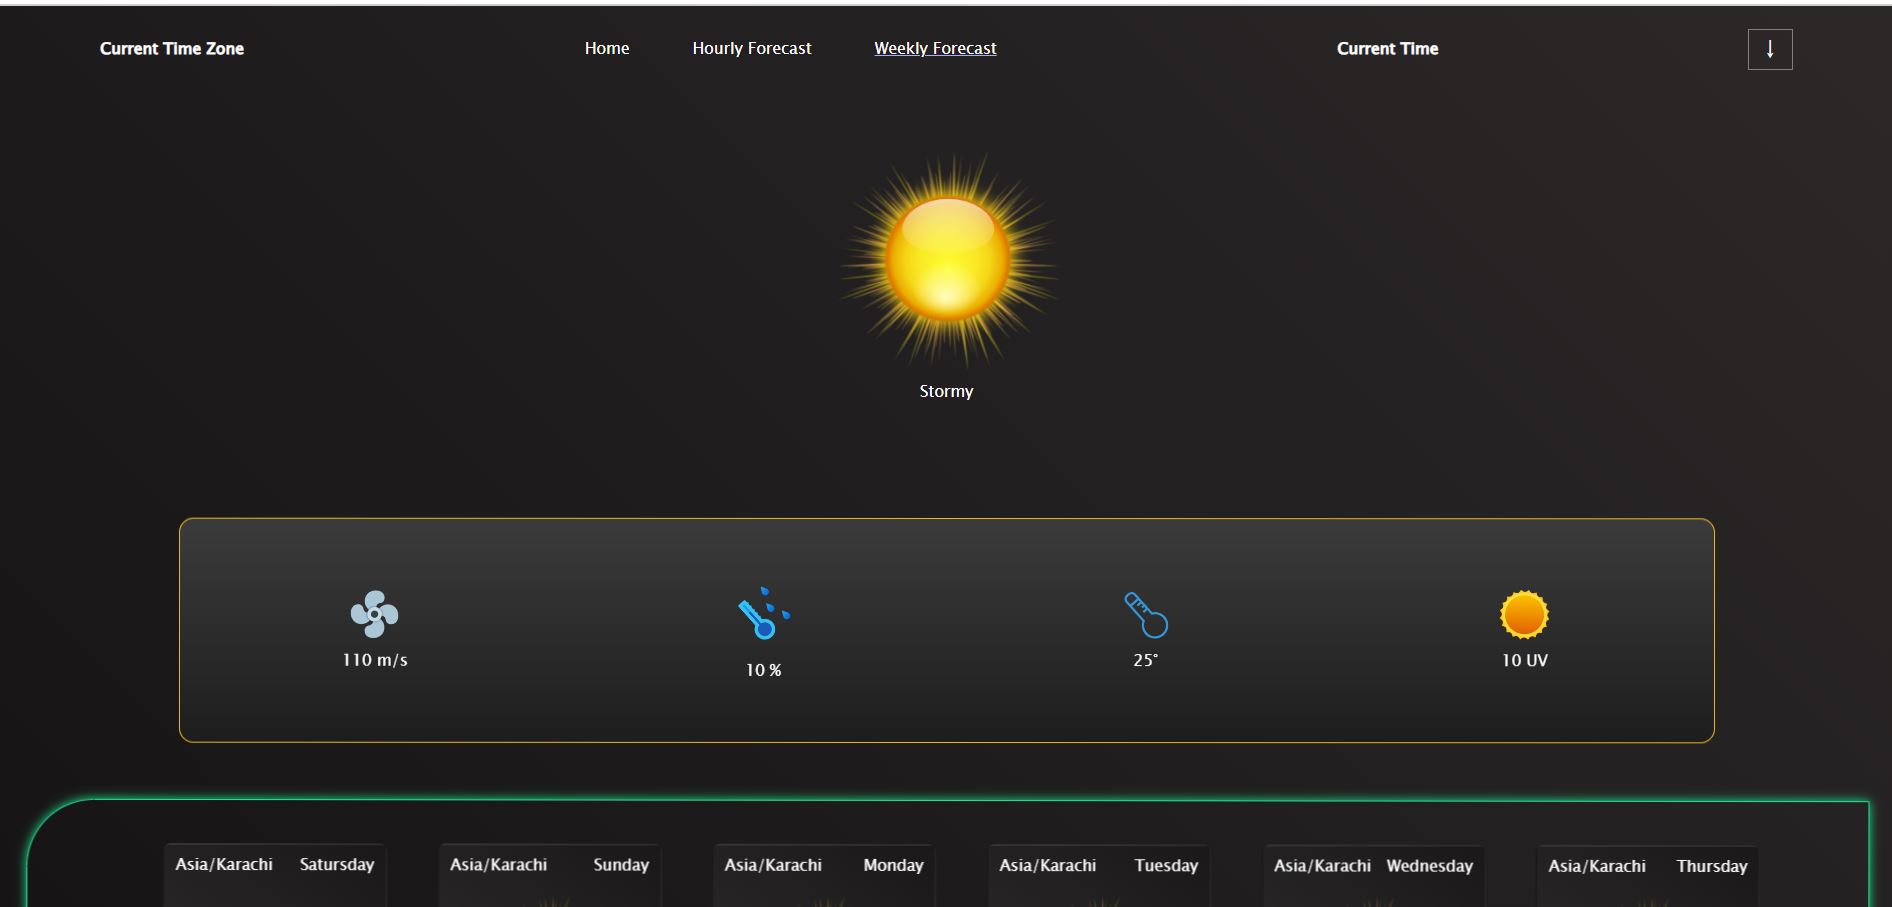 Current Time Zone Home Hourly Forecast Weekly Forecast Current Time ↓
Stormy
110 m/s 10 % 25° 10 UV
Asia/Karachi Satursday Asia/Karachi Sunday Asia/Karachi Monday Asia/Karachi Tuesday Asia/Karachi Wednesday Asia/Karachi Thursday